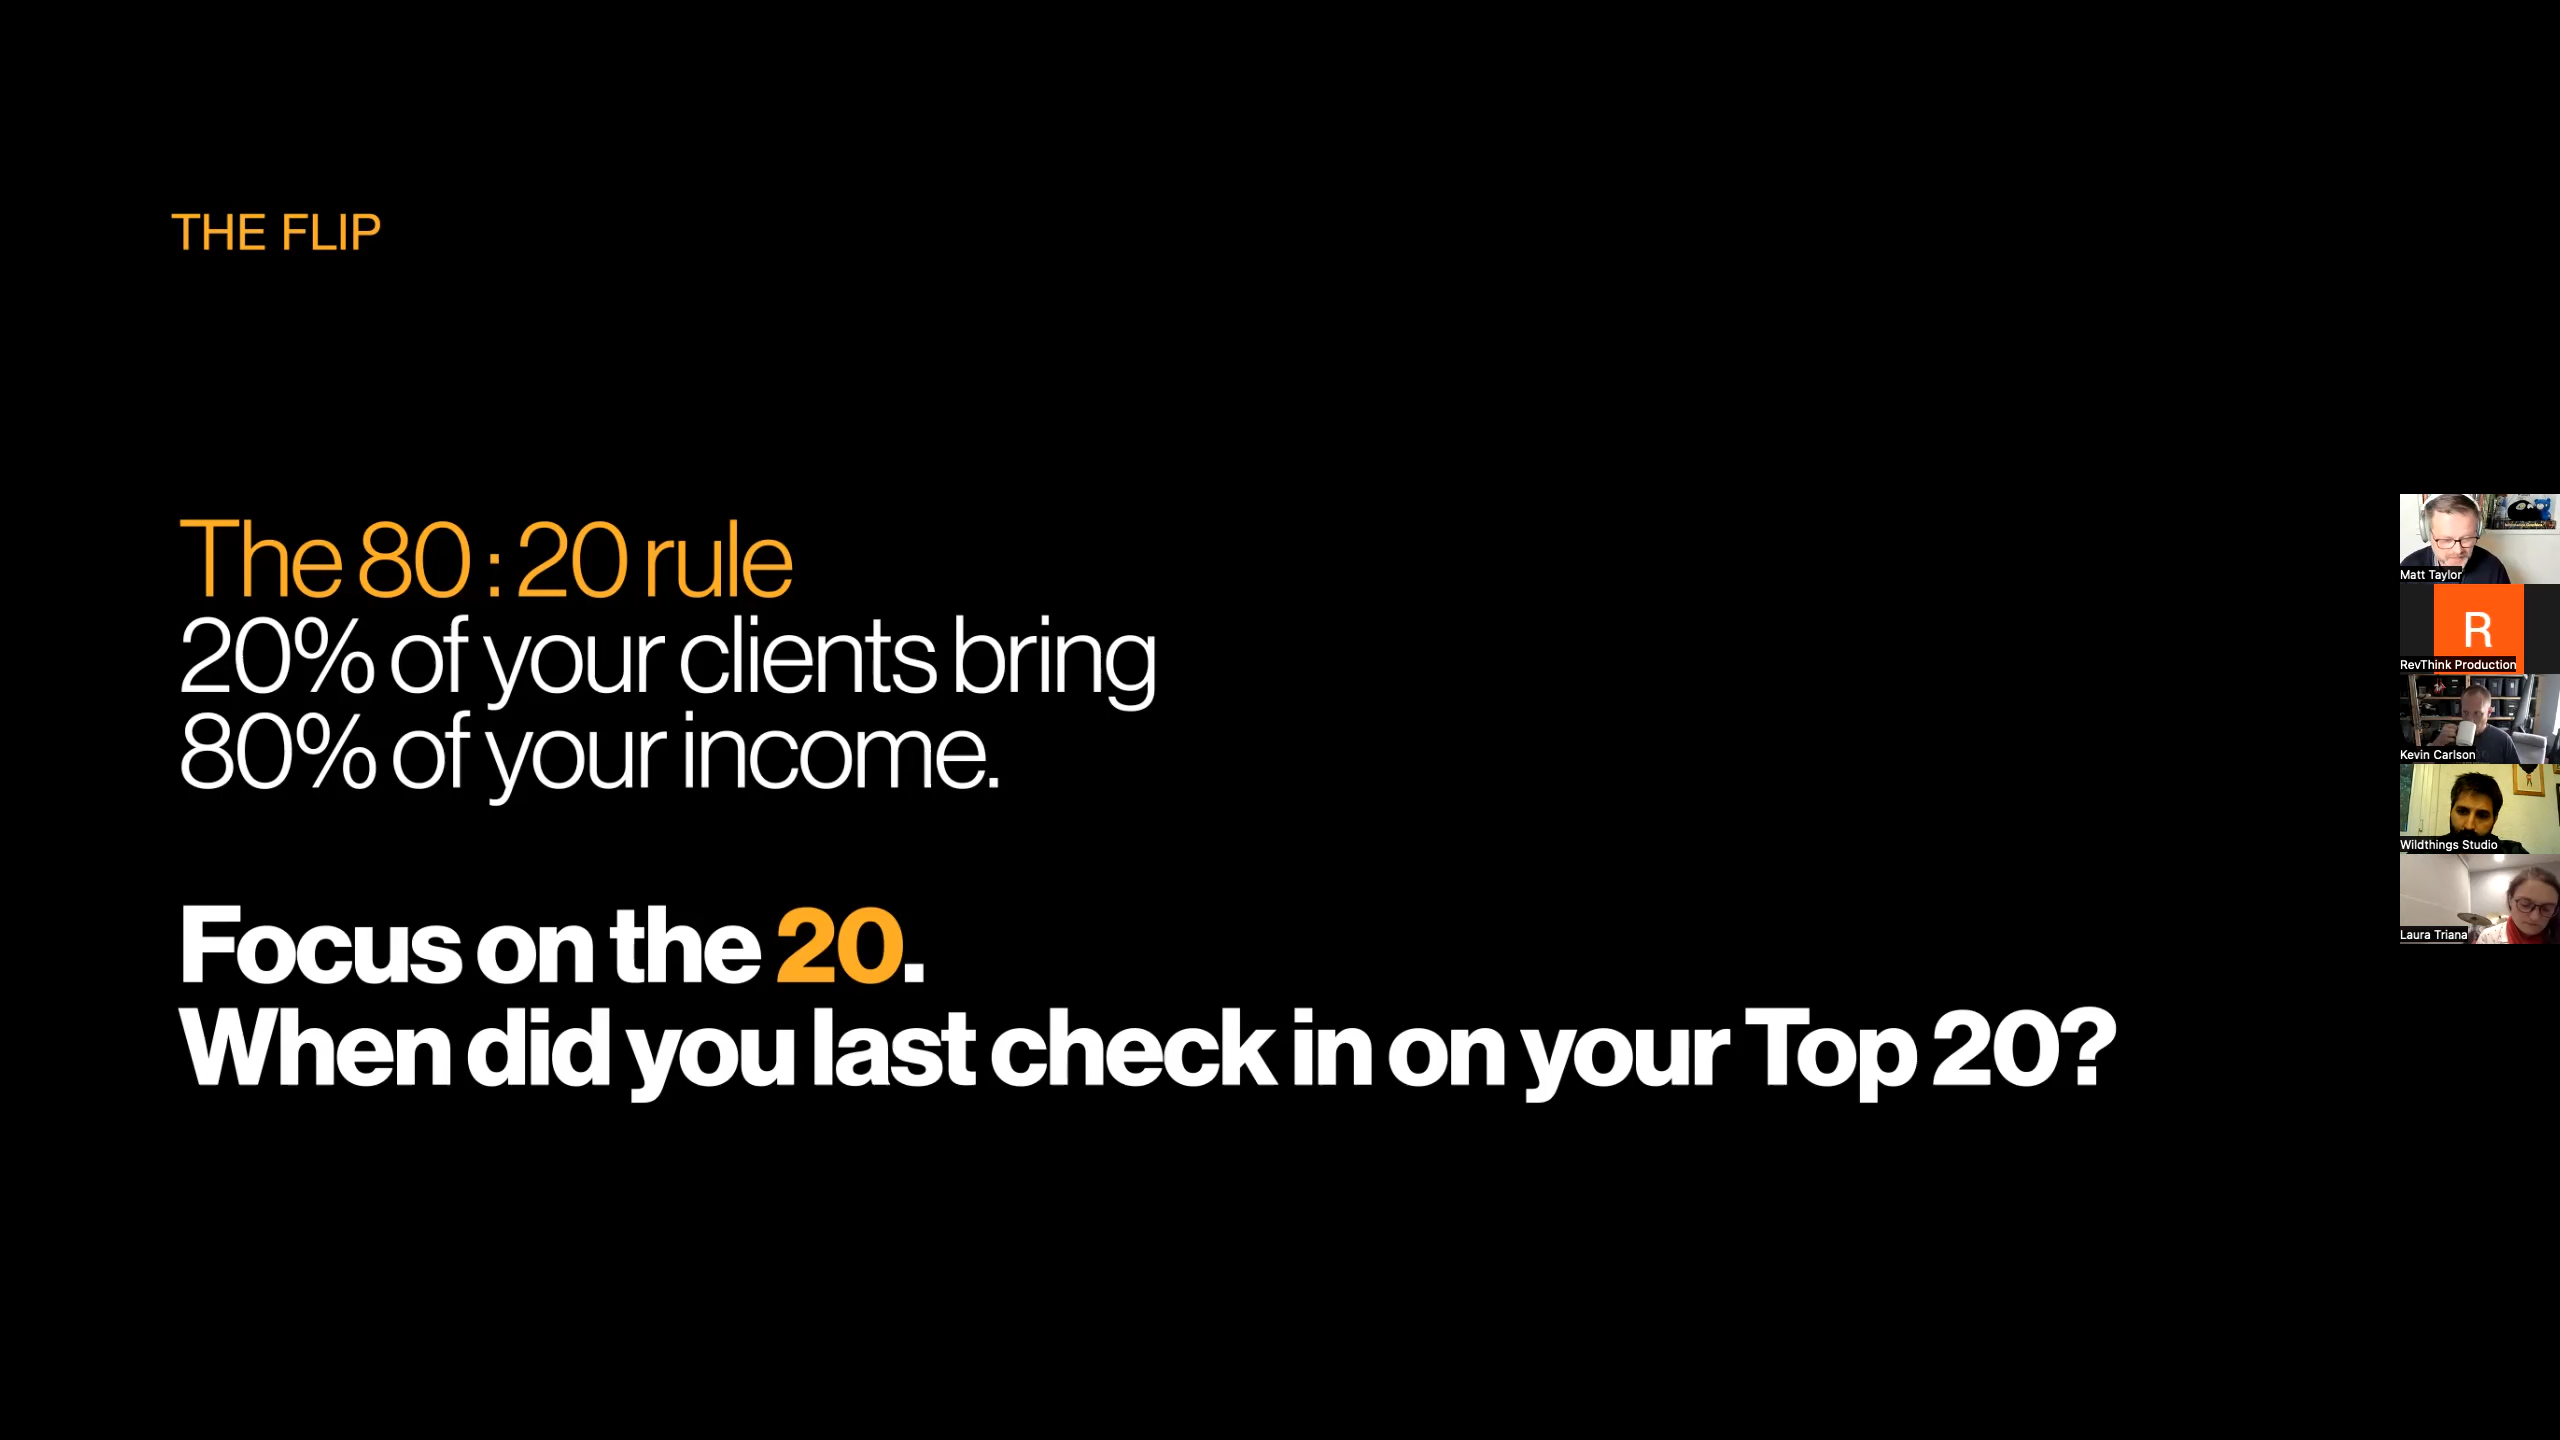 THE FLIP
The 80 : 20 rule
20% of your clients bring
80% of your income.
Focus on the 20.
When did you last check in on your Top 20?
Matt Taylor
R
RevThink Production
Kevin Carlson
Wildthings Studio
Laura Triana